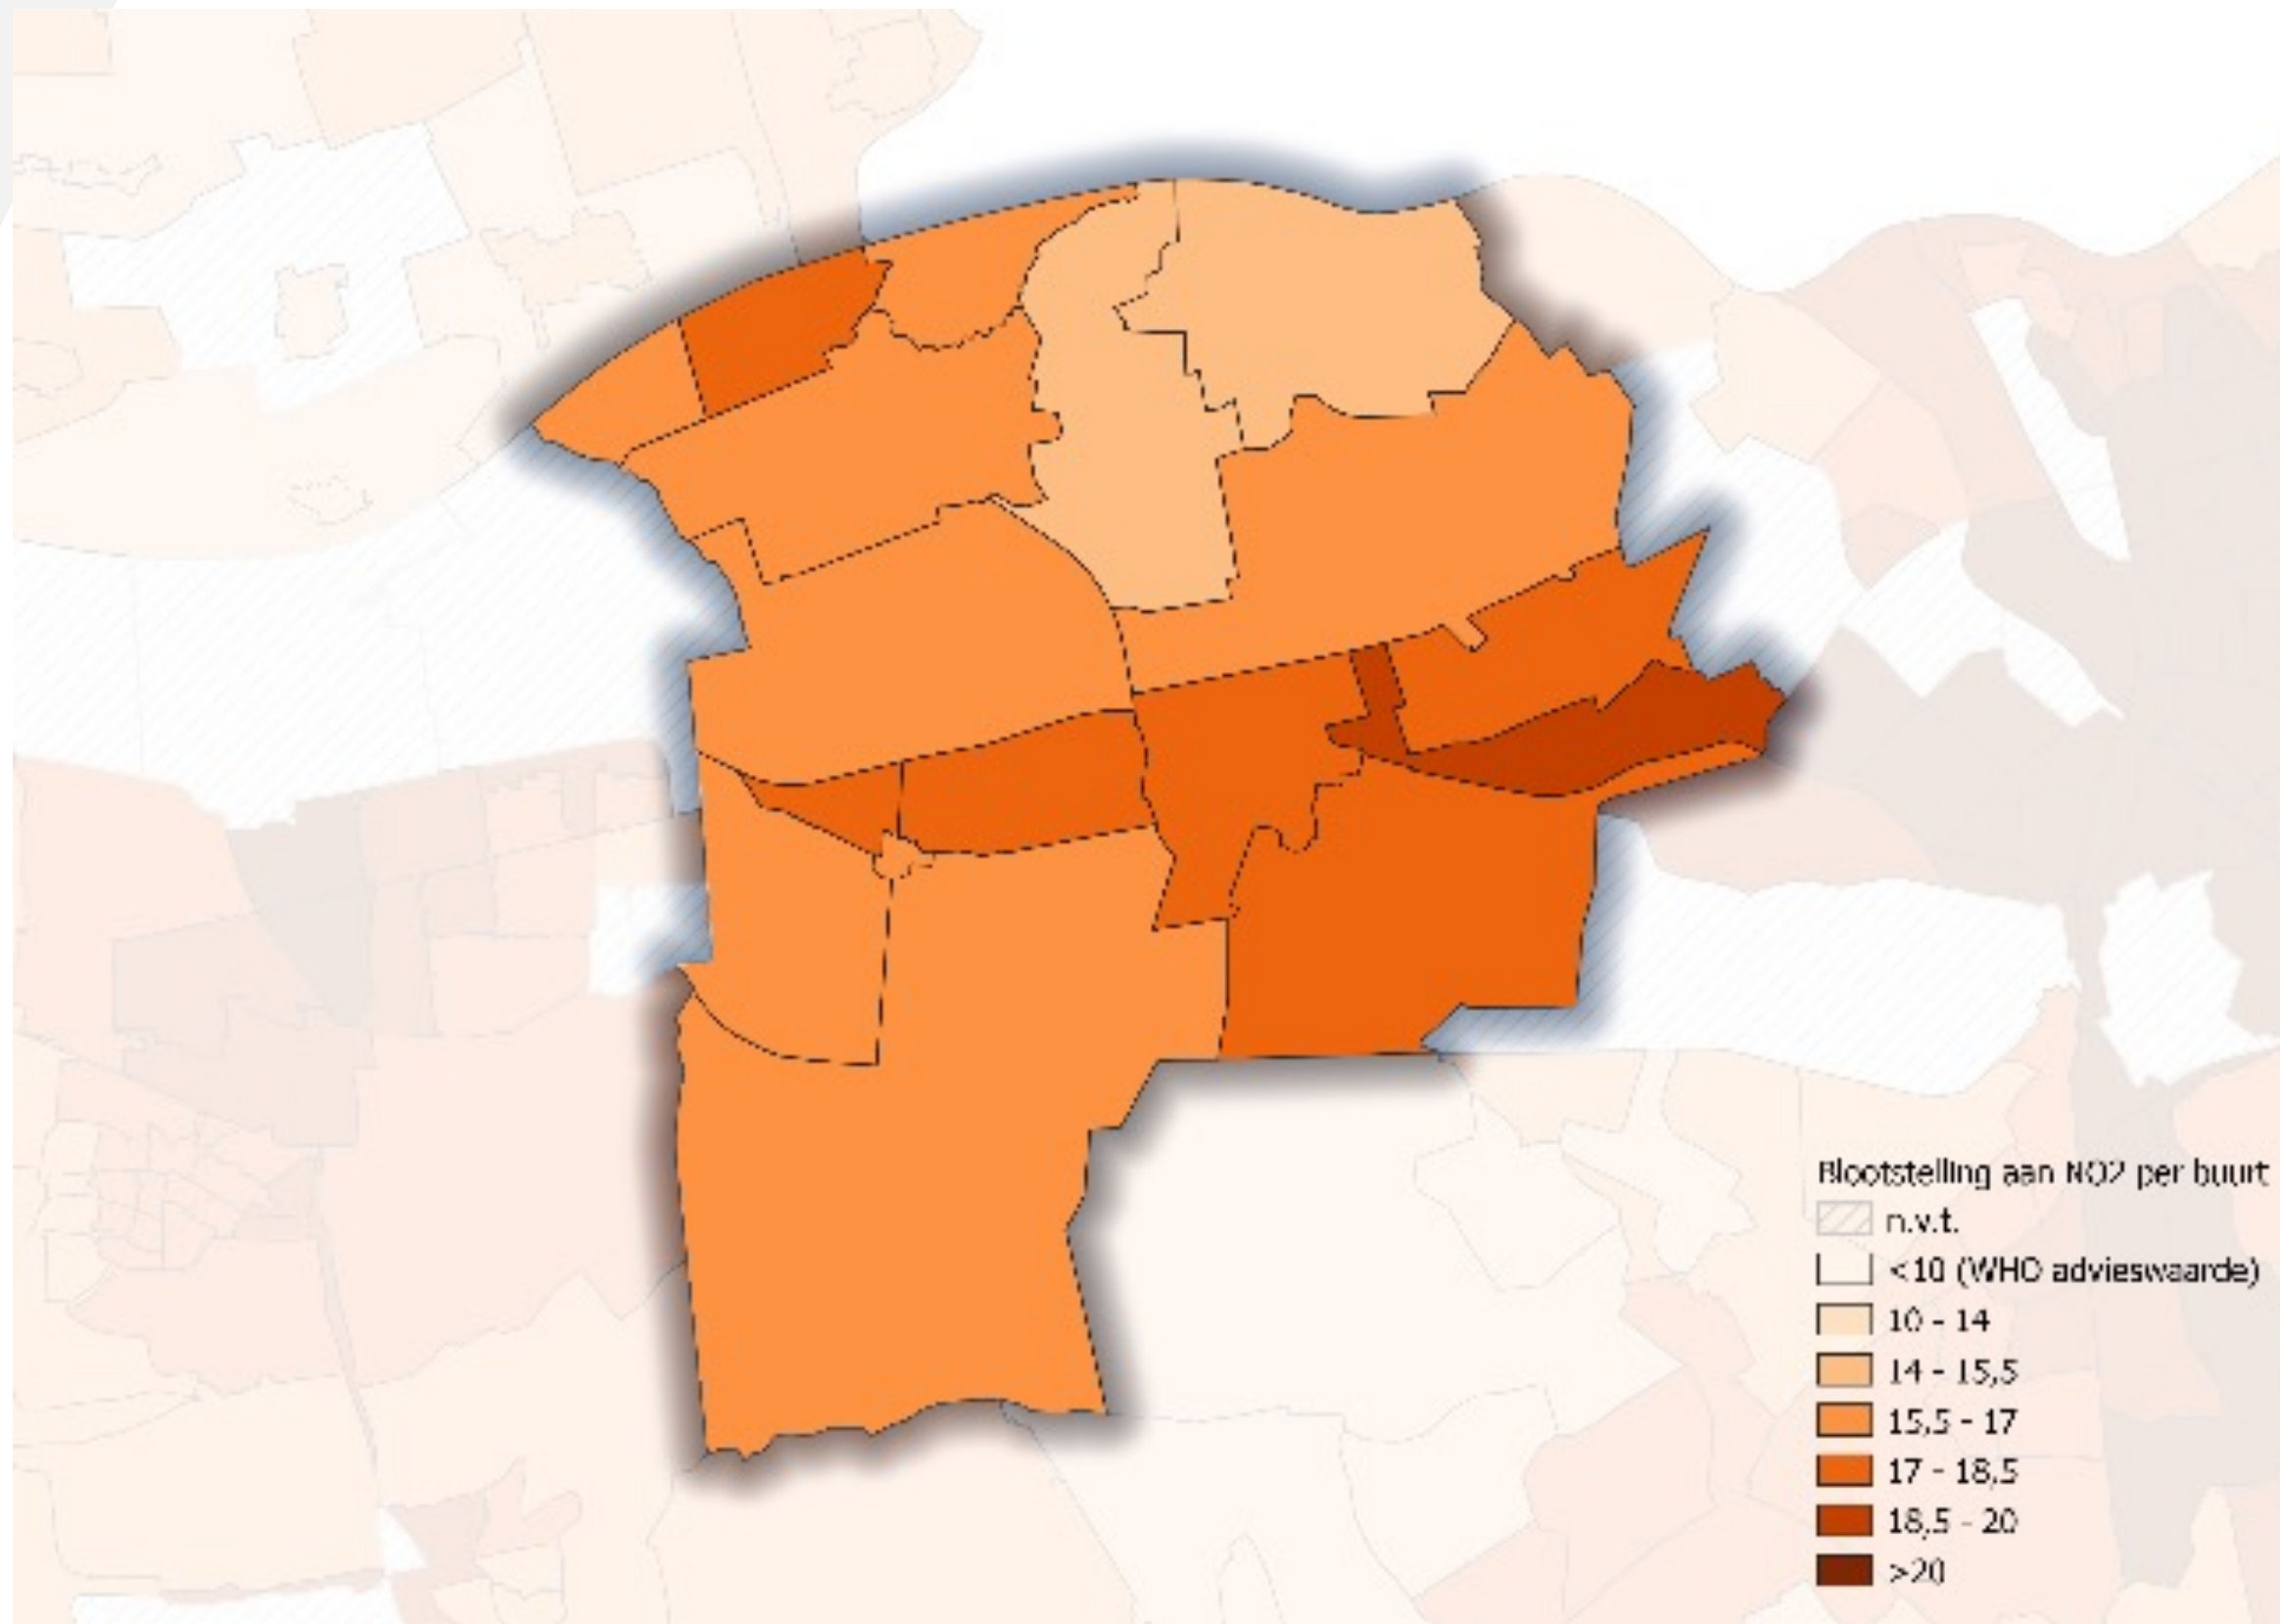 Blootstelling aan NO2 per buurt
n.v.t.
<10 (WHO advieswaarde)
10 - 14
14 - 15,5
15,5 - 17
17 - 18,5
18,5 - 20
>20